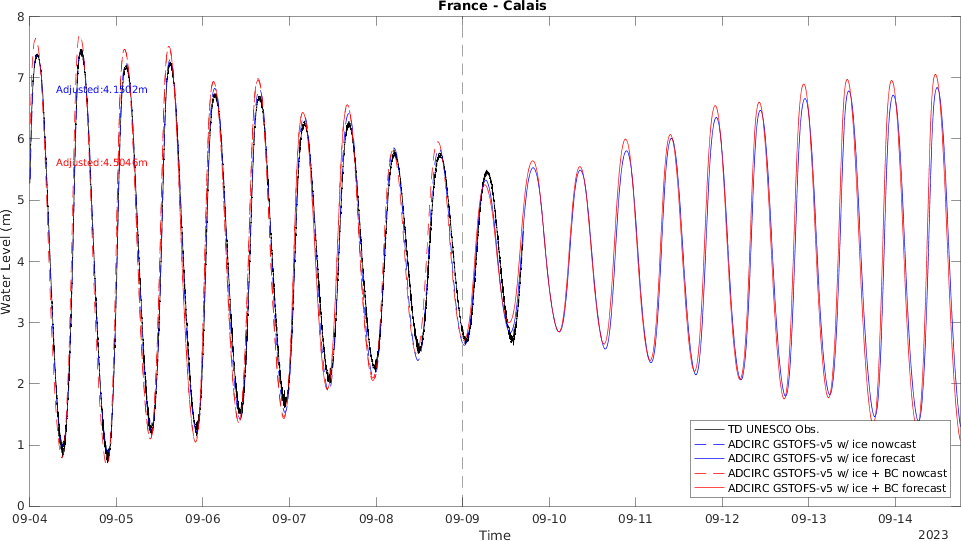 France - Calais
8
7
6
5
4
3
2
1
0
Water Level (m)
Adjusted:4.1502m
Adjusted:4.5046m
TD UNESCO Obs.
ADCIRC GSTOFS-v5 w/ ice nowcast
ADCIRC GSTOFS-v5 w/ ice forecast
ADCIRC GSTOFS-v5 w/ ice + BC nowcast
ADCIRC GSTOFS-v5 w/ ice + BC forecast
09-04 09-05 09-06 09-07 09-08 09-09 09-10 09-11 09-12 09-13 09-14
Time
2023